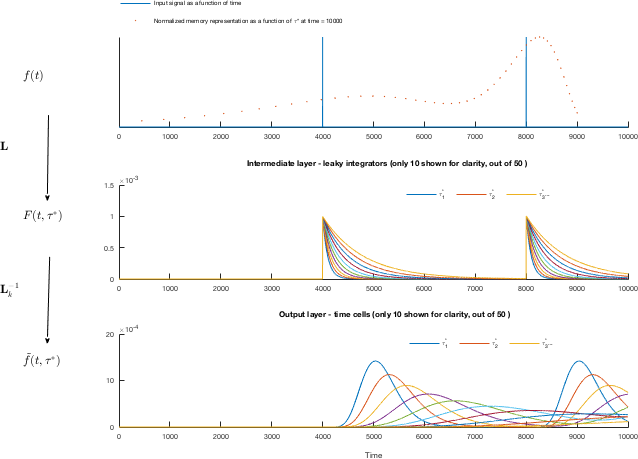 Input signal as a function of time
Normalized memory representation as a function of τ* at time = 10000
f(t)
0 1000 2000 3000 4000 5000 6000 7000 8000 9000 10000
L
Intermediate layer - leaky integrators (only 10 shown for clarity, out of 50 )
×10⁻³
1.5
1
0.5
0
τ*₁ τ*₂ τ*₃...
F(t, τ*)
0 1000 2000 3000 4000 5000 6000 7000 8000 9000 10000
L_k^{-1}
Output layer - time cells (only 10 shown for clarity, out of 50 )
×10⁻⁴
20
10
0
τ*₁ τ*₂ τ*₃...
f̃(t, τ*)
0 1000 2000 3000 4000 5000 6000 7000 8000 9000 10000
Time